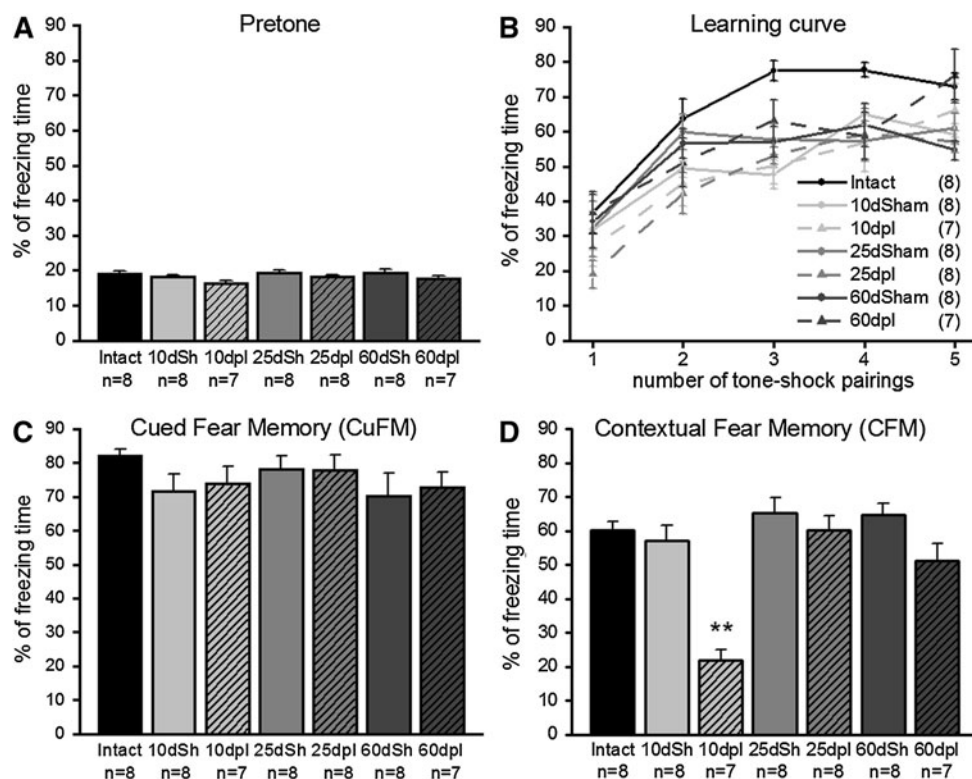 A
Pretone
% of freezing time
90
80
70
60
50
40
30
20
10
0
Intact 10dSh 10dpl 25dSh 25dpl 60dSh 60dpl
n=8 n=8 n=7 n=8 n=8 n=8 n=7
B
Learning curve
% of freezing time
90
80
70
60
50
40
30
20
10
0
Intact (8)
10dSham (8)
10dpl (7)
25dSham (8)
25dpl (8)
60dSham (8)
60dpl (7)
1 2 3 4 5
number of tone-shock pairings
C
Cued Fear Memory (CuFM)
% of freezing time
90
80
70
60
50
40
30
20
10
0
Intact 10dSh 10dpl 25dSh 25dpl 60dSh 60dpl
n=8 n=8 n=7 n=8 n=8 n=8 n=7
D
Contextual Fear Memory (CFM)
% of freezing time
90
80
70
60
50
40
30
20
10
0
**
Intact 10dSh 10dpl 25dSh 25dpl 60dSh 60dpl
n=8 n=8 n=7 n=8 n=8 n=8 n=7